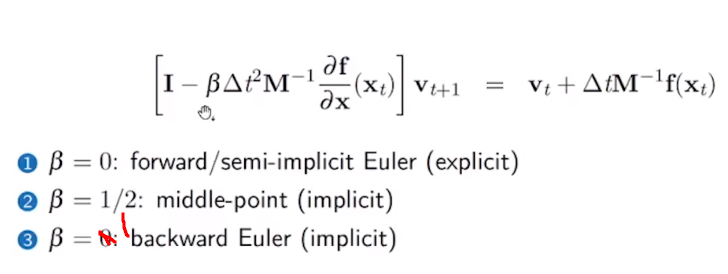 [I − βΔt²M⁻¹ ∂f/∂x (xₜ)] vₜ₊₁ = vₜ + ΔtM⁻¹f(xₜ)
1 β = 0: forward/semi-implicit Euler (explicit)
2 β = 1/2: middle-point (implicit)
3 β = 0: 1 backward Euler (implicit)